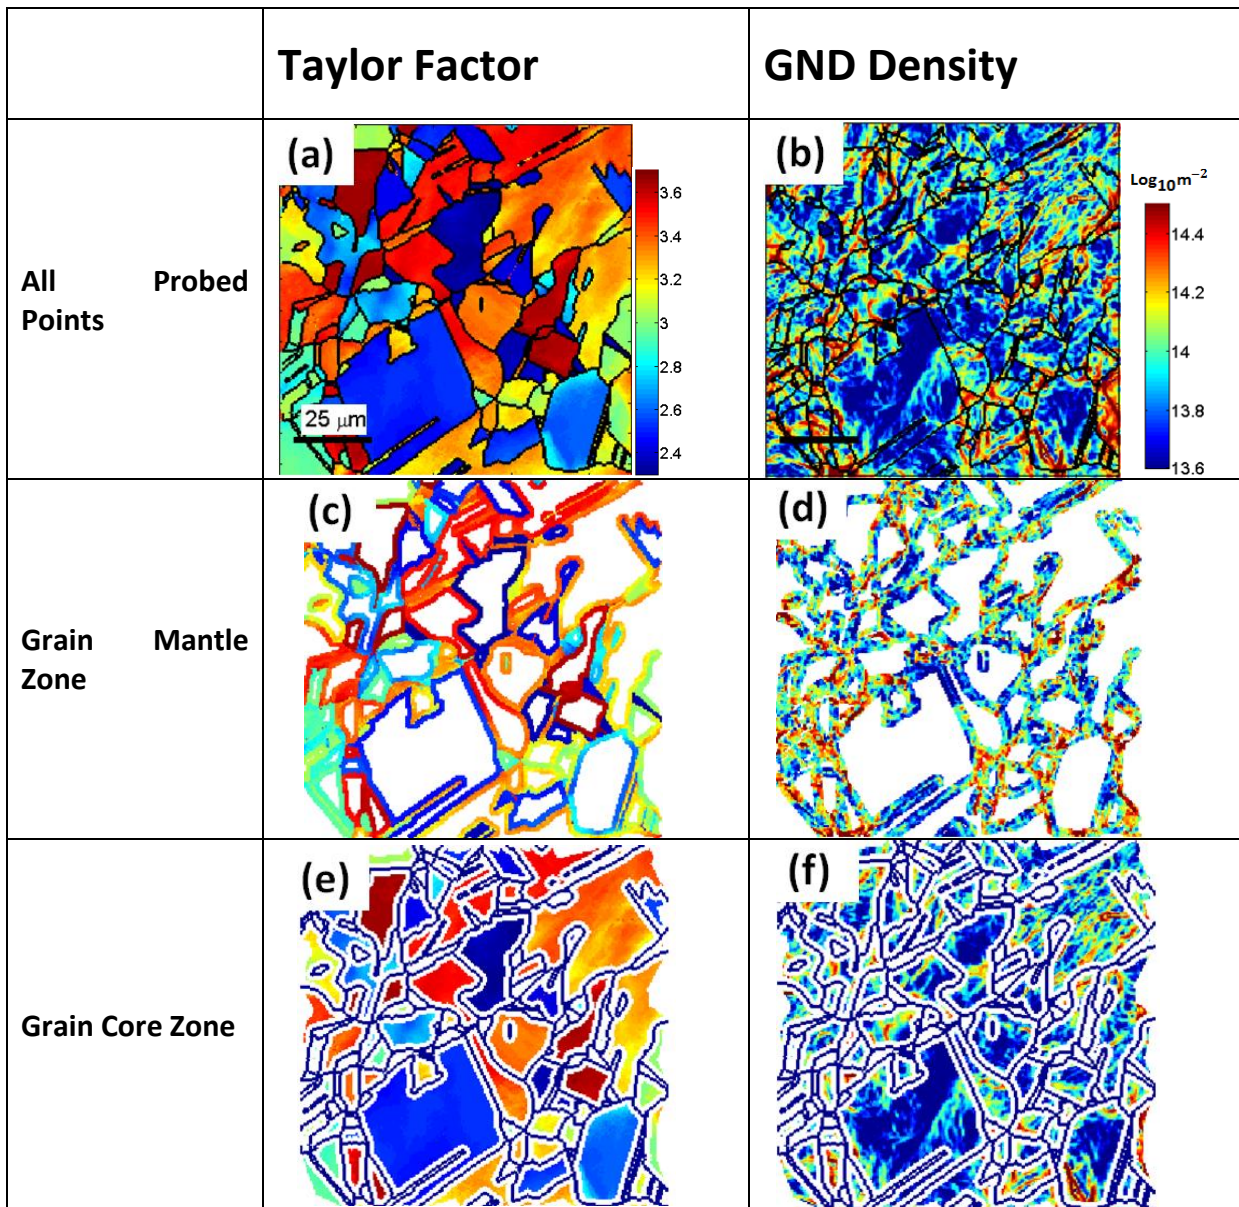 Taylor Factor GND Density
All Probed Points
(a)
3.6
3.4
3.2
3
2.8
2.6
2.4
25 μm
(b)
Log10m−2
14.4
14.2
14
13.8
13.6
Grain Mantle Zone
(c)
(d)
Grain Core Zone
(e)
(f)